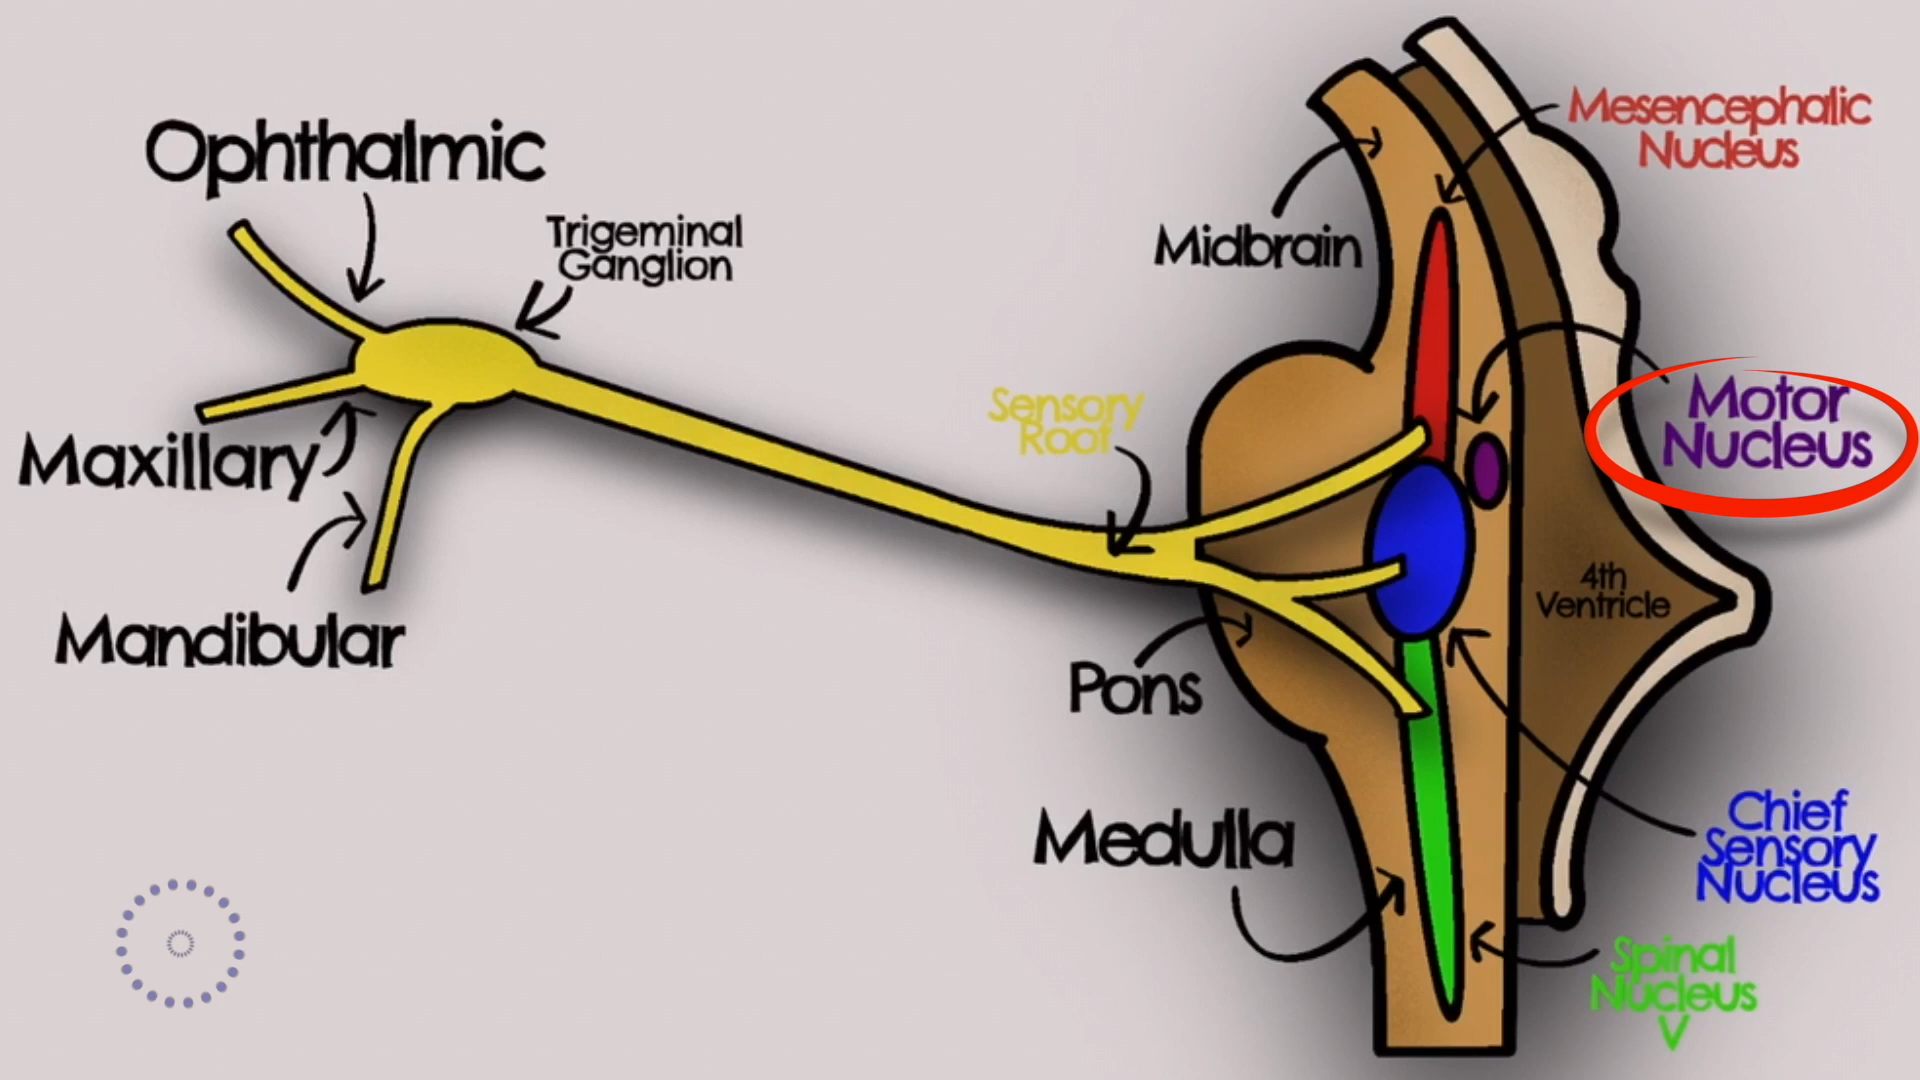 Ophthalmic
Trigeminal
Ganglion
Maxillary
Mandibular
Sensory
Root
Midbrain
Pons
Medulla
Mesencephalic
Nucleus
Motor
Nucleus
4th
Ventricle
Chief
Sensory
Nucleus
Spinal
Nucleus
V